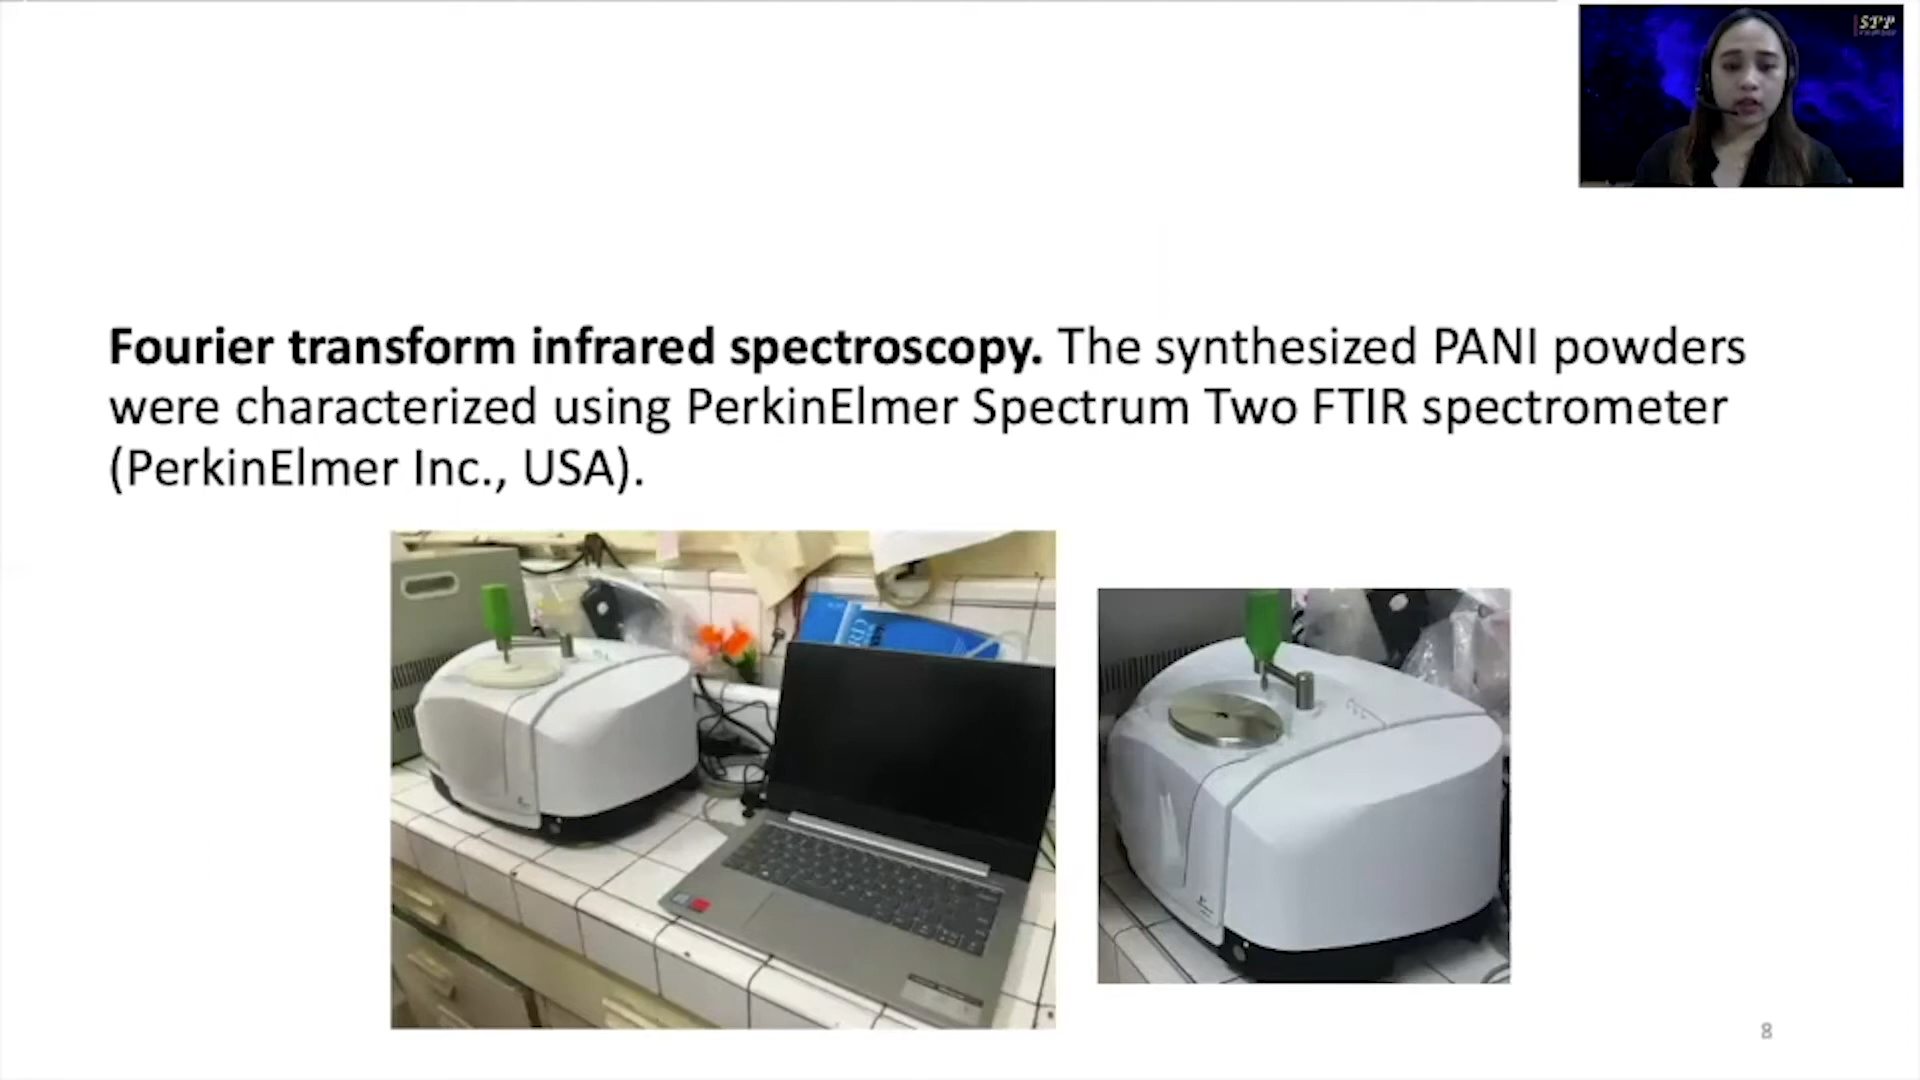 SPP
Fourier transform infrared spectroscopy. The synthesized PANI powders
were characterized using PerkinElmer Spectrum Two FTIR spectrometer
(PerkinElmer Inc., USA).
8